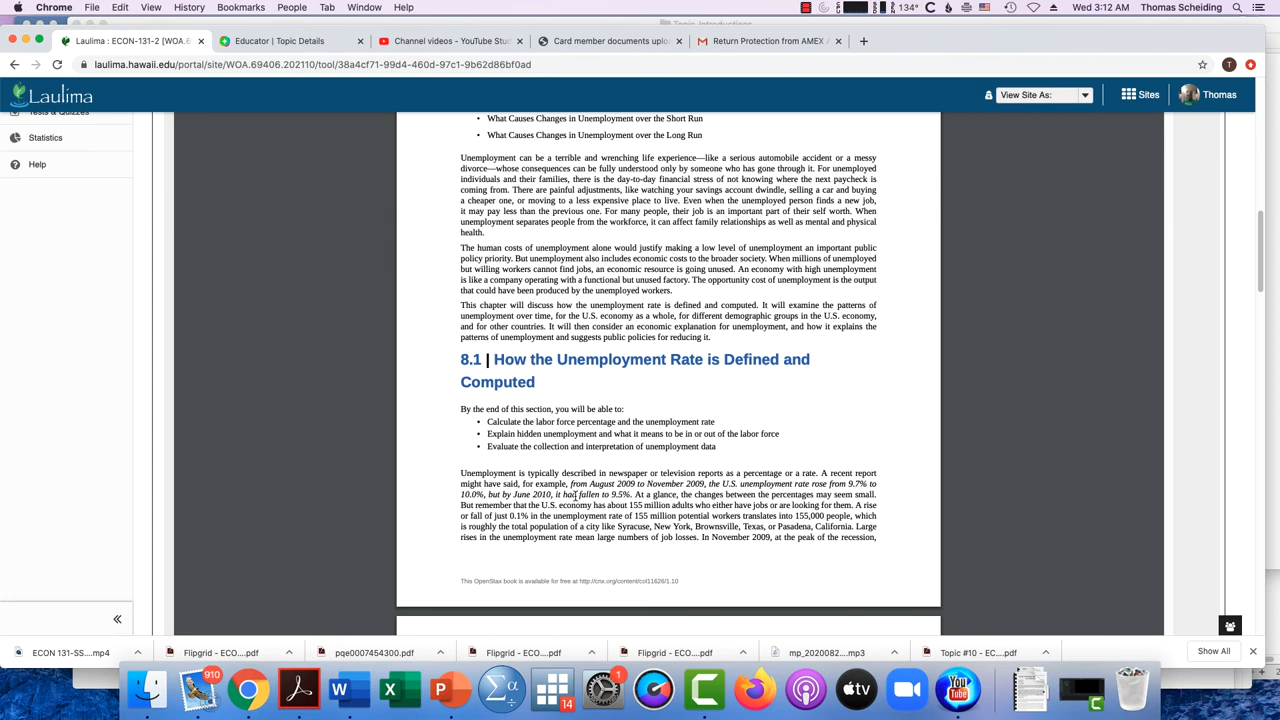 Chrome File Edit View History Bookmarks People Tab Window Help 134° Wed 3:12 AM Thomas Scheiding
Topic Introductions
Laulima : ECON-131-2 [WOA.6 × Educator | Topic Details × Channel videos - YouTube Stud × Card member documents uplo × Return Protection from AMEX A × +
laulima.hawaii.edu/portal/site/WOA.69406.202110/tool/38a4cf71-99d4-460d-97c1-9b62d86bf0ad T
Laulima View Site As: Sites Thomas
Tests & Quizzes
Statistics
Help
• What Causes Changes in Unemployment over the Short Run
• What Causes Changes in Unemployment over the Long Run
Unemployment can be a terrible and wrenching life experience—like a serious automobile accident or a messy
divorce—whose consequences can be fully understood only by someone who has gone through it. For unemployed
individuals and their families, there is the day-to-day financial stress of not knowing where the next paycheck is
coming from. There are painful adjustments, like watching your savings account dwindle, selling a car and buying
a cheaper one, or moving to a less expensive place to live. Even when the unemployed person finds a new job,
it may pay less than the previous one. For many people, their job is an important part of their self worth. When
unemployment separates people from the workforce, it can affect family relationships as well as mental and physical
health.
The human costs of unemployment alone would justify making a low level of unemployment an important public
policy priority. But unemployment also includes economic costs to the broader society. When millions of unemployed
but willing workers cannot find jobs, an economic resource is going unused. An economy with high unemployment
is like a company operating with a functional but unused factory. The opportunity cost of unemployment is the output
that could have been produced by the unemployed workers.
This chapter will discuss how the unemployment rate is defined and computed. It will examine the patterns of
unemployment over time, for the U.S. economy as a whole, for different demographic groups in the U.S. economy,
and for other countries. It will then consider an economic explanation for unemployment, and how it explains the
patterns of unemployment and suggests public policies for reducing it.
8.1 | How the Unemployment Rate is Defined and
Computed
By the end of this section, you will be able to:
• Calculate the labor force percentage and the unemployment rate
• Explain hidden unemployment and what it means to be in or out of the labor force
• Evaluate the collection and interpretation of unemployment data
Unemployment is typically described in newspaper or television reports as a percentage or a rate. A recent report
might have said, for example, from August 2009 to November 2009, the U.S. unemployment rate rose from 9.7% to
10.0%, but by June 2010, it had fallen to 9.5%. At a glance, the changes between the percentages may seem small.
But remember that the U.S. economy has about 155 million adults who either have jobs or are looking for them. A rise
or fall of just 0.1% in the unemployment rate of 155 million potential workers translates into 155,000 people, which
is roughly the total population of a city like Syracuse, New York, Brownsville, Texas, or Pasadena, California. Large
rises in the unemployment rate mean large numbers of job losses. In November 2009, at the peak of the recession,
This OpenStax book is available for free at http://cnx.org/content/col11626/1.10
ECON 131-SS....mp4 Flipgrid - EC....pdf pqe0007454300.pdf Flipgrid - EC....pdf Flipgrid - EC....pdf mp_2020082....mp3 Topic #10 - EC....pdf Show All
910 W X P Σα 14 1 C tv You Tube